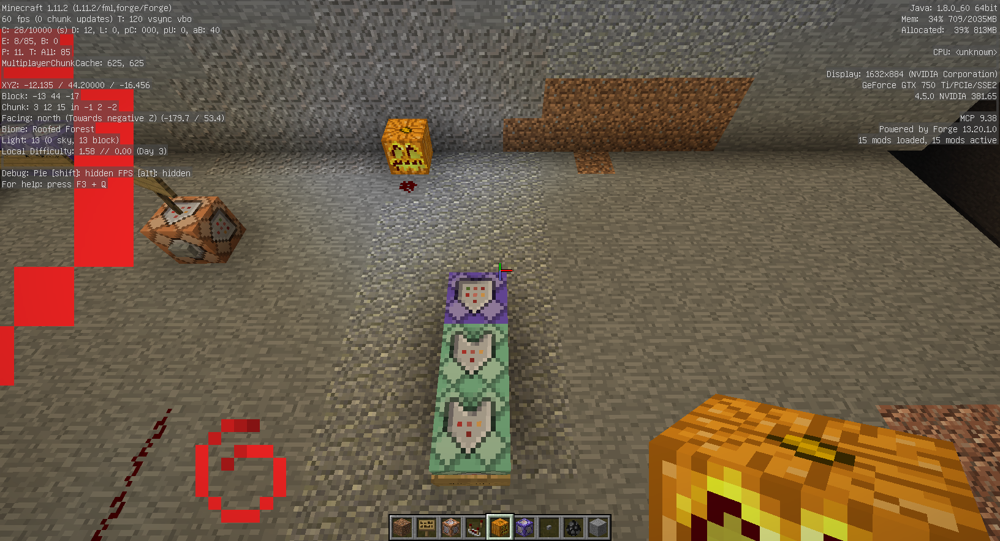 Minecraft 1.11.2 (1.11.2/fml,forge/Forge)
60 fps (0 chunk updates) T: 120 vsync vbo
C: 28/10000 (s) D: 12, L: 0, pC: 000, pU: 0, aB: 40
E: 8/85, B: 0
P: 11. T: All: 85
MultiplayerChunkCache: 625, 625
XYZ: -12.135 / 44.20000 / -16.456
Block: -13 44 -17
Chunk: 3 12 15 in -1 2 -2
Facing: north (Towards negative Z) (-179.7 / 53.4)
Biome: Roofed Forest
Light: 13 (0 sky, 13 block)
Local Difficulty: 1.58 // 0.00 (Day 3)
Debug: Pie [shift]: hidden FPS [alt]: hidden
For help: press F3 + Q
Java: 1.8.0_60 64bit
Mem: 34% 709/2035MB
Allocated: 39% 813MB
CPU: <unknown>
Display: 1632x884 (NVIDIA Corporation)
GeForce GTX 750 Ti/PCIe/SSE2
4.5.0 NVIDIA 381.65
MCP 9.38
Powered by Forge 13.20.1.0
15 mods loaded, 15 mods active